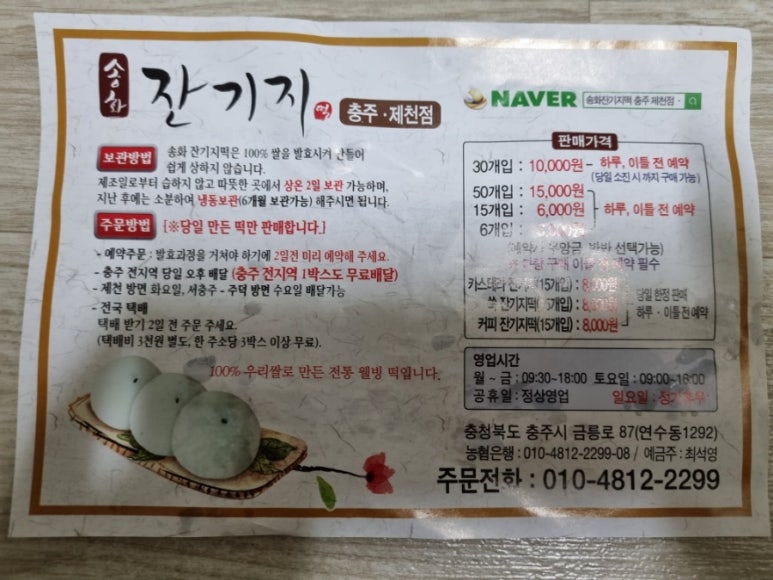 송화
잔기지
떡
충주 · 제천점
NAVER 송화잔기지떡 충주 제천점
보관방법
송화 잔기지떡은 100% 쌀을 발효시켜 만들어
쉽게 상하지 않습니다.
제조일로부터 습하지 않고 따뜻한 곳에서 상온 2일 보관 가능하며,
지난 후에는 소분하여 냉동보관(6개월 보관가능) 해주시면 됩니다.
주문방법 [※당일 만든 떡만 판매합니다.]
- 예약주문 : 발효과정을 거쳐야 하기에 2일전 미리 예약해 주세요.
- 충주 전지역 당일 오후 배달 (충주 전지역 1박스도 무료배달)
- 제천 방면 화요일, 서충주 · 주덕 방면 수요일 배달가능
- 전국 택배
택배 받기 2일 전 주문 주세요.
(택배비 3천원 별도, 한 주소당 3박스 이상 무료).
100% 우리쌀로 만든 전통 웰빙 떡입니다.
판매가격
30개입 : 10,000원 - 하루, 이틀 전 예약
(당일 소진 시 까지 구매 가능)
50개입 : 15,000원
15개입 : 6,000원 하루, 이틀 전 예약
6개입 :
반반 선택가능)
구매 예약 필수
카스테라 (15개입) :
쑥 잔기지떡
커피 잔기지떡(15개입) : 8,000원
당일 한정 판매
하루 · 이틀 전 예약
영업시간
월 ~ 금 : 09:30~18:00 토요일 : 09:00~16:00
공휴일 : 정상영업 일요일 : 정기휴무
충청북도 충주시 금릉로 87(연수동1292)
농협은행 : 010-4812-2299-08 / 예금주 : 최석영
주문전화 : 010-4812-2299